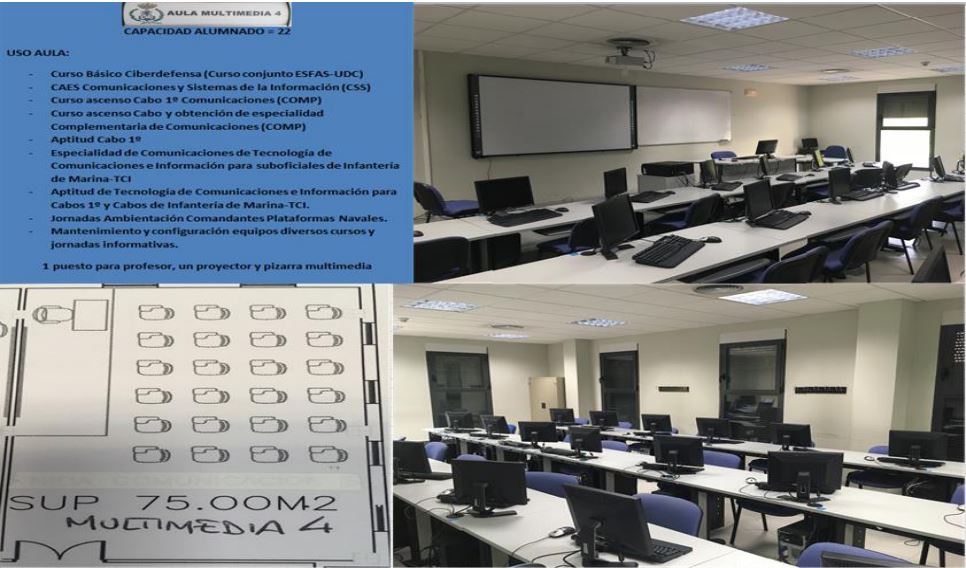 AULA MULTIMEDIA 4
CAPACIDAD ALUMNADO = 22
USO AULA:
- Curso Básico Ciberdefensa (Curso conjunto ESFAS-UDC)
- CAES Comunicaciones y Sistemas de la Información (CSS)
- Curso ascenso Cabo 1º Comunicaciones (COMP)
- Curso ascenso Cabo y obtención de especialidad
Complementaria de Comunicaciones (COMP)
- Aptitud Cabo 1º
- Especialidad de Comunicaciones de Tecnología de
Comunicaciones e Información para suboficiales de Infantería
de Marina-TCI
- Aptitud de Tecnología de Comunicaciones e Información para
Cabos 1º y Cabos de Infantería de Marina-TCI.
- Jornadas Ambientación Comandantes Plataformas Navales.
- Mantenimiento y configuración equipos diversos cursos y
jornadas informativas.
1 puesto para profesor, un proyector y pizarra multimedia
SUP 75.00M2
MULTIMEDIA 4